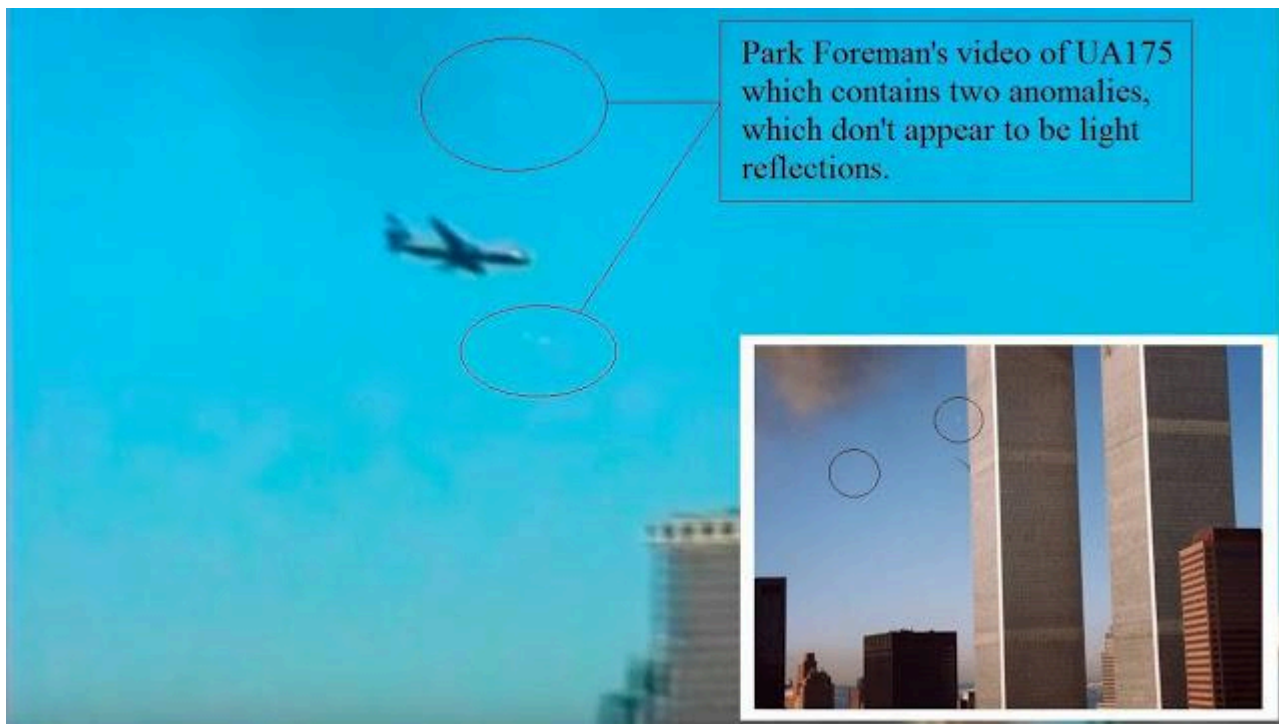 Park Foreman's video of UA175
which contains two anomalies,
which don't appear to be light
reflections.